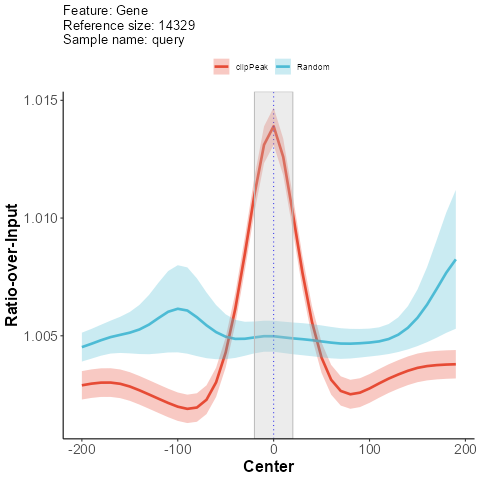 Feature: Gene
Reference size: 14329
Sample name: query
clipPeak Random
1.015
1.010
1.005
Ratio-over-Input
-200 -100 0 100 200
Center